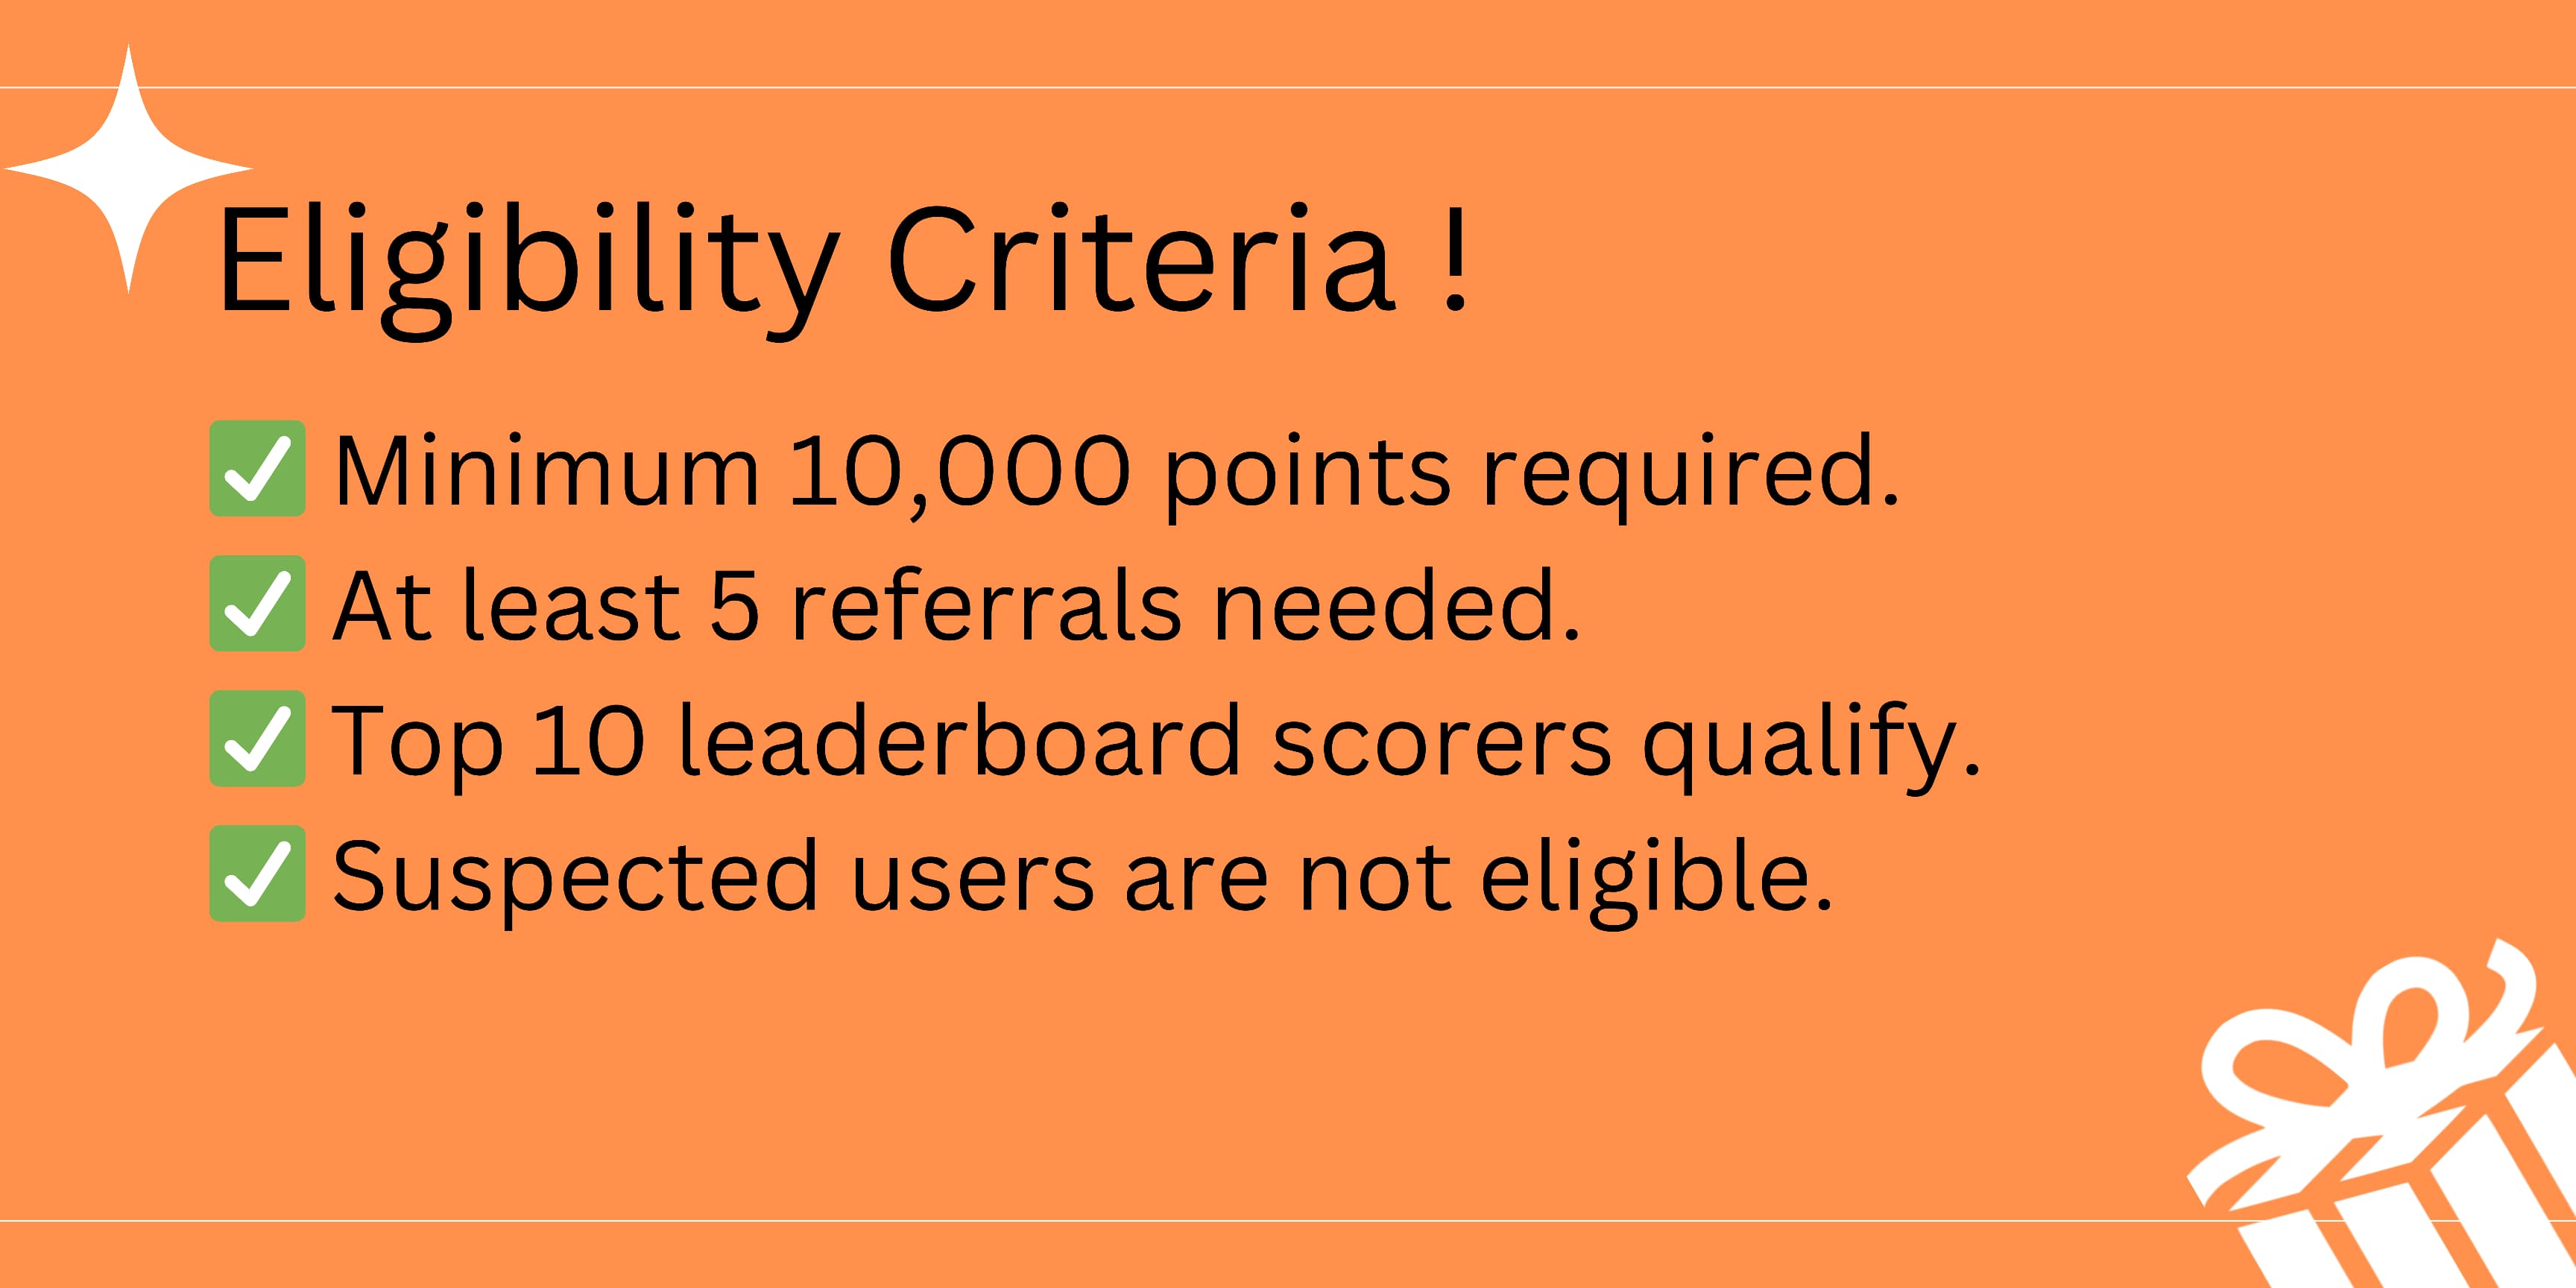 Eligibility Criteria !
✅ Minimum 10,000 points required.
✅ At least 5 referrals needed.
✅ Top 10 leaderboard scorers qualify.
✅ Suspected users are not eligible.